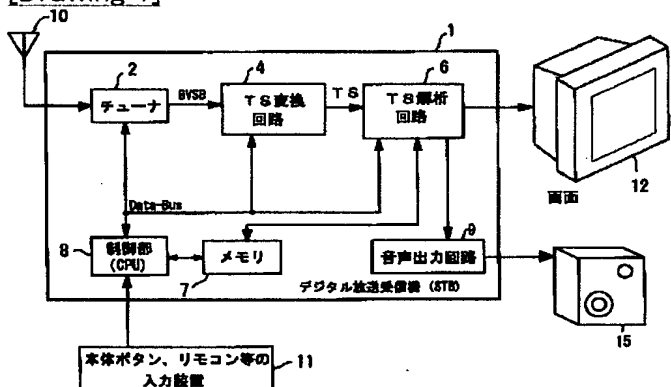 [Drawing 1]
10
1
2
4
6
チューナ
8VSB
TS変換
回路
TS
TS解析
回路
画面
12
Data-Bus
8
制御部
(CPU)
メモリ
7
9
音声出力回路
デジタル放送受信機 (STB)
15
本体ボタン、リモコン等の
入力装置
11